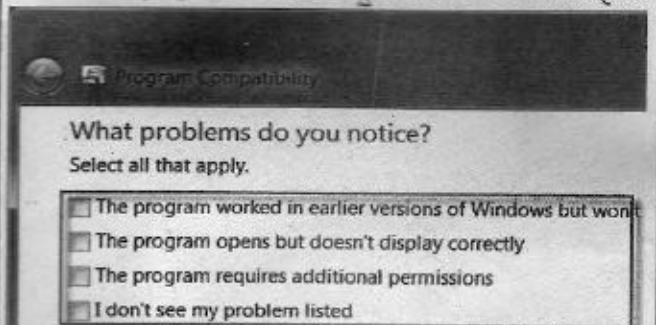 Program Compatibility
What problems do you notice?
Select all that apply.
The program worked in earlier versions of Windows but won't
The program opens but doesn't display correctly
The program requires additional permissions
I don't see my problem listed